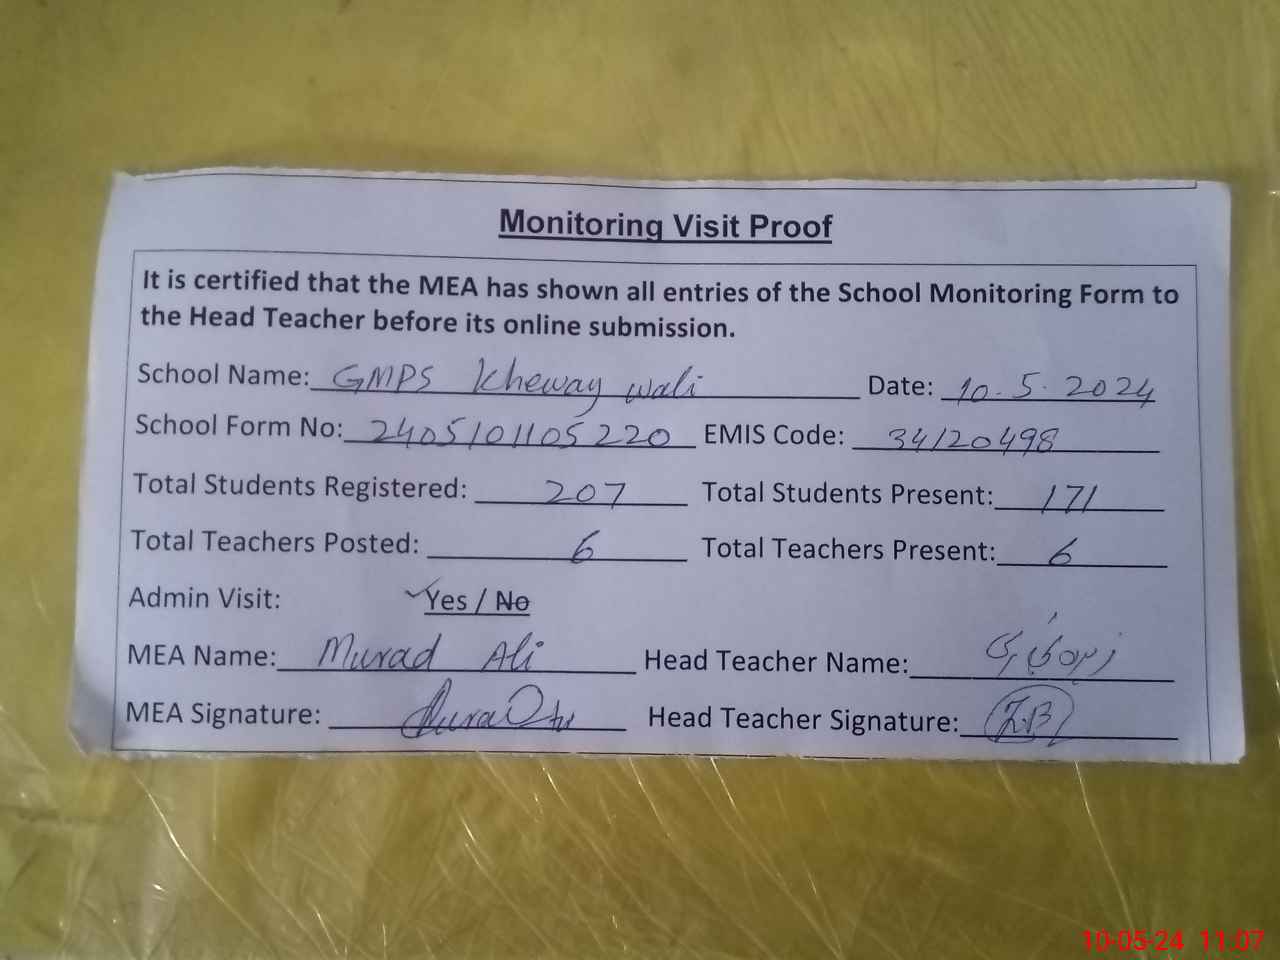 Monitoring Visit Proof
It is certified that the MEA has shown all entries of the School Monitoring Form to
the Head Teacher before its online submission.
School Name: GMPS Kheway wali Date: 10.5.2024
School Form No: 2405101105220 EMIS Code: 34120498
Total Students Registered: 207 Total Students Present: 171
Total Teachers Posted: 6 Total Teachers Present: 6
Admin Visit: Yes / No
MEA Name: Murad Ali Head Teacher Name:
MEA Signature: Head Teacher Signature: Z.B
10-05-24 11:07